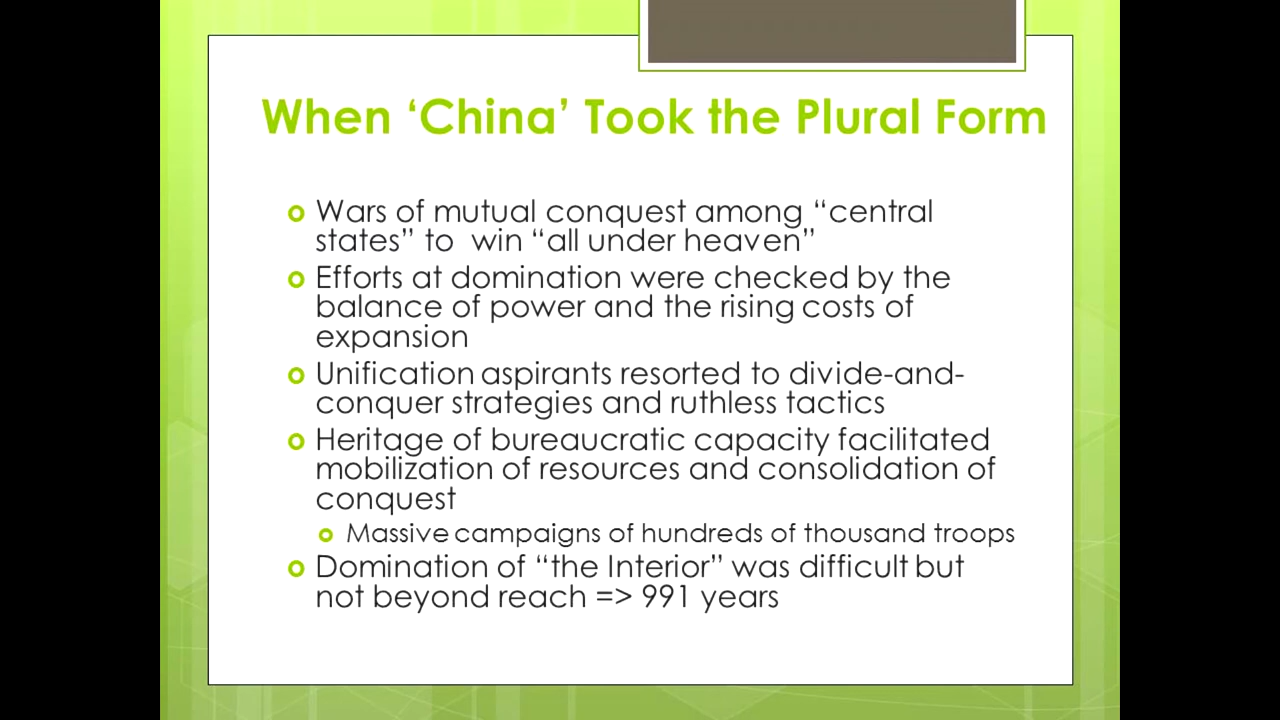 When ‘China’ Took the Plural Form
Wars of mutual conquest among “central
states” to win “all under heaven”
Efforts at domination were checked by the
balance of power and the rising costs of
expansion
Unification aspirants resorted to divide-and-
conquer strategies and ruthless tactics
Heritage of bureaucratic capacity facilitated
mobilization of resources and consolidation of
conquest
Massive campaigns of hundreds of thousand troops
Domination of “the Interior” was difficult but
not beyond reach => 991 years